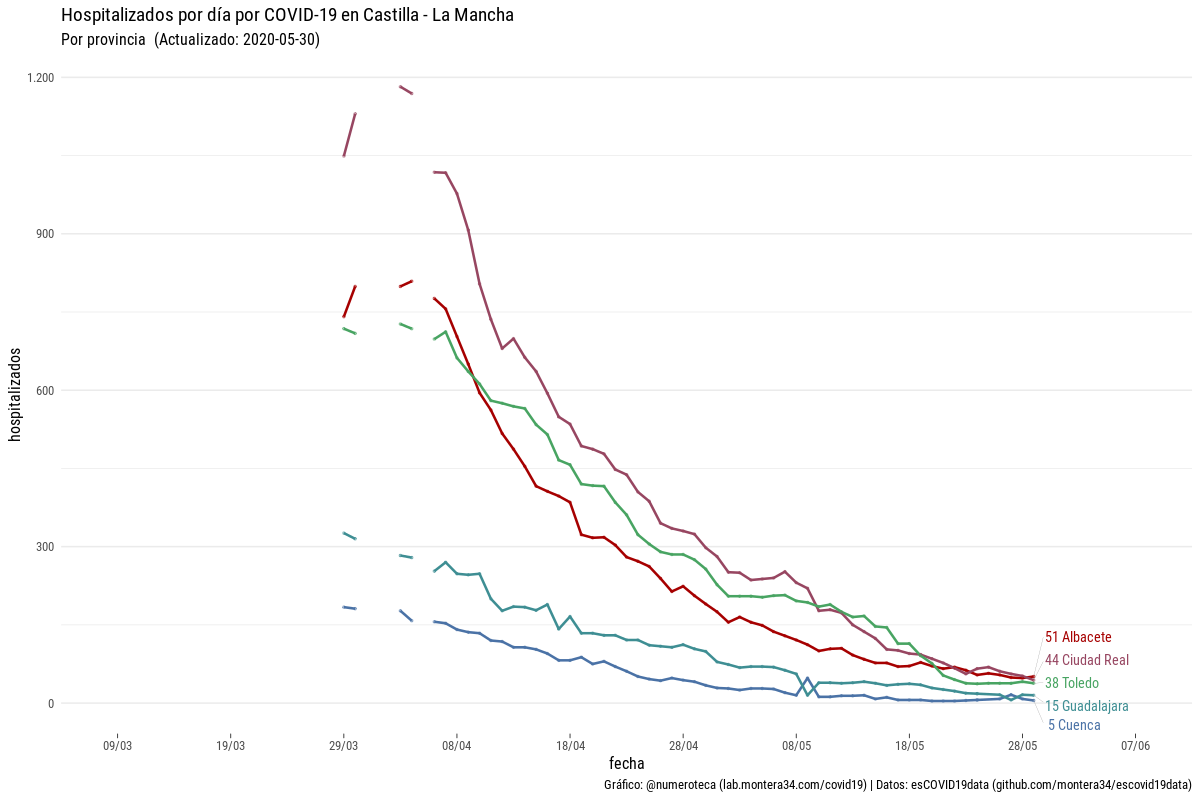 Hospitalizados por día por COVID-19 en Castilla - La Mancha
Por provincia  (Actualizado: 2020-05-30)
hospitalizados
1.200
900
600
300
0
51 Albacete
44 Ciudad Real
38 Toledo
15 Guadalajara
5 Cuenca
09/03 19/03 29/03 08/04 18/04 28/04 08/05 18/05 28/05 07/06
fecha
Gráfico: @numeroteca (lab.montera34.com/covid19) | Datos: esCOVID19data (github.com/montera34/escovid19data)